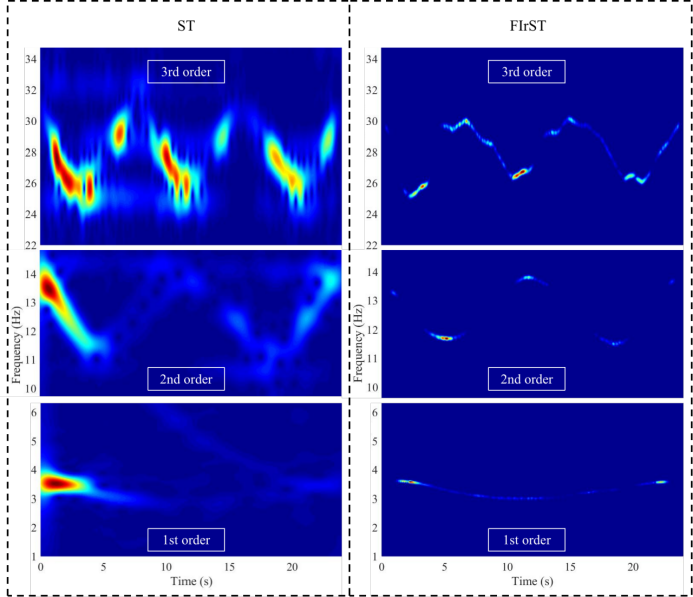 ST
FIrST
34
32
30
28
26
24
22
3rd order
34
32
30
28
26
24
22
3rd order
Frequency (Hz)
14
13
12
11
10
2nd order
Frequency (Hz)
14
13
12
11
10
2nd order
6
5
4
3
2
1
1st order
0 5 10 15 20
Time (s)
6
5
4
3
2
1
1st order
0 5 10 15 20
Time (s)